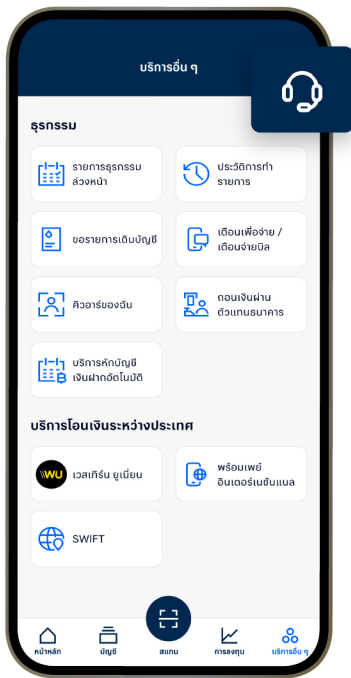 บริการอื่น ๆ
ธุรกรรม
รายการธุรกรรม
ล่วงหน้า
ประวัติการทำ
รายการ
ขอรายการเดินบัญชี
เตือนเพื่อจ่าย /
เตือนจ่ายบิล
คิวอาร์ของฉัน
ถอนเงินผ่าน
ตัวแทนธนาคาร
บริการหักบัญชี
เงินฝากอัตโนมัติ
บริการโอนเงินระหว่างประเทศ
WU
เวสเทิร์น ยูเนี่ยน
พร้อมเพย์
อินเตอร์เนชันแนล
SWIFT
หน้าหลัก
บัญชี
สแกน
การลงทุน
บริการอื่น ๆ